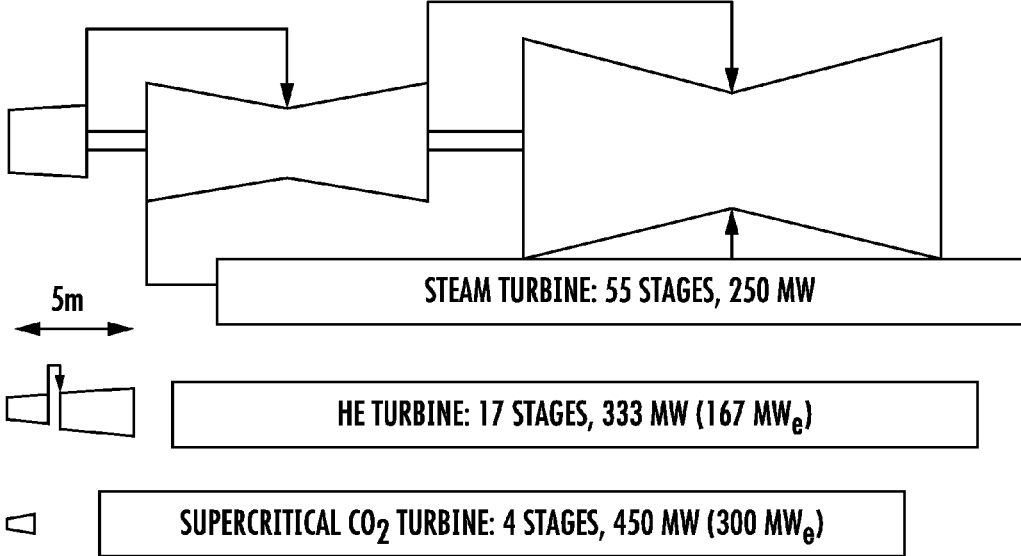 STEAM TURBINE: 55 STAGES, 250 MW
5m
HE TURBINE: 17 STAGES, 333 MW (167 MWe)
SUPERCRITICAL CO2 TURBINE: 4 STAGES, 450 MW (300 MWe)